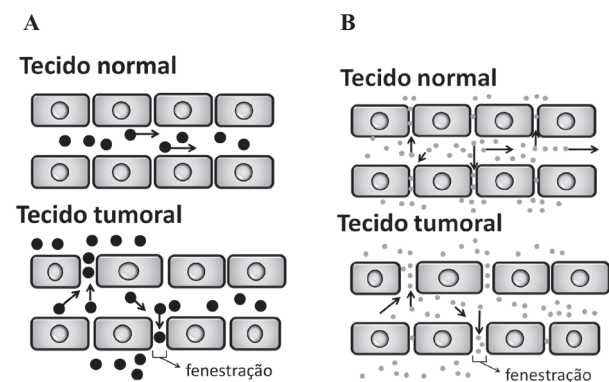 A
Tecido normal
Tecido tumoral
fenestração
B
Tecido normal
Tecido tumoral
fenestração